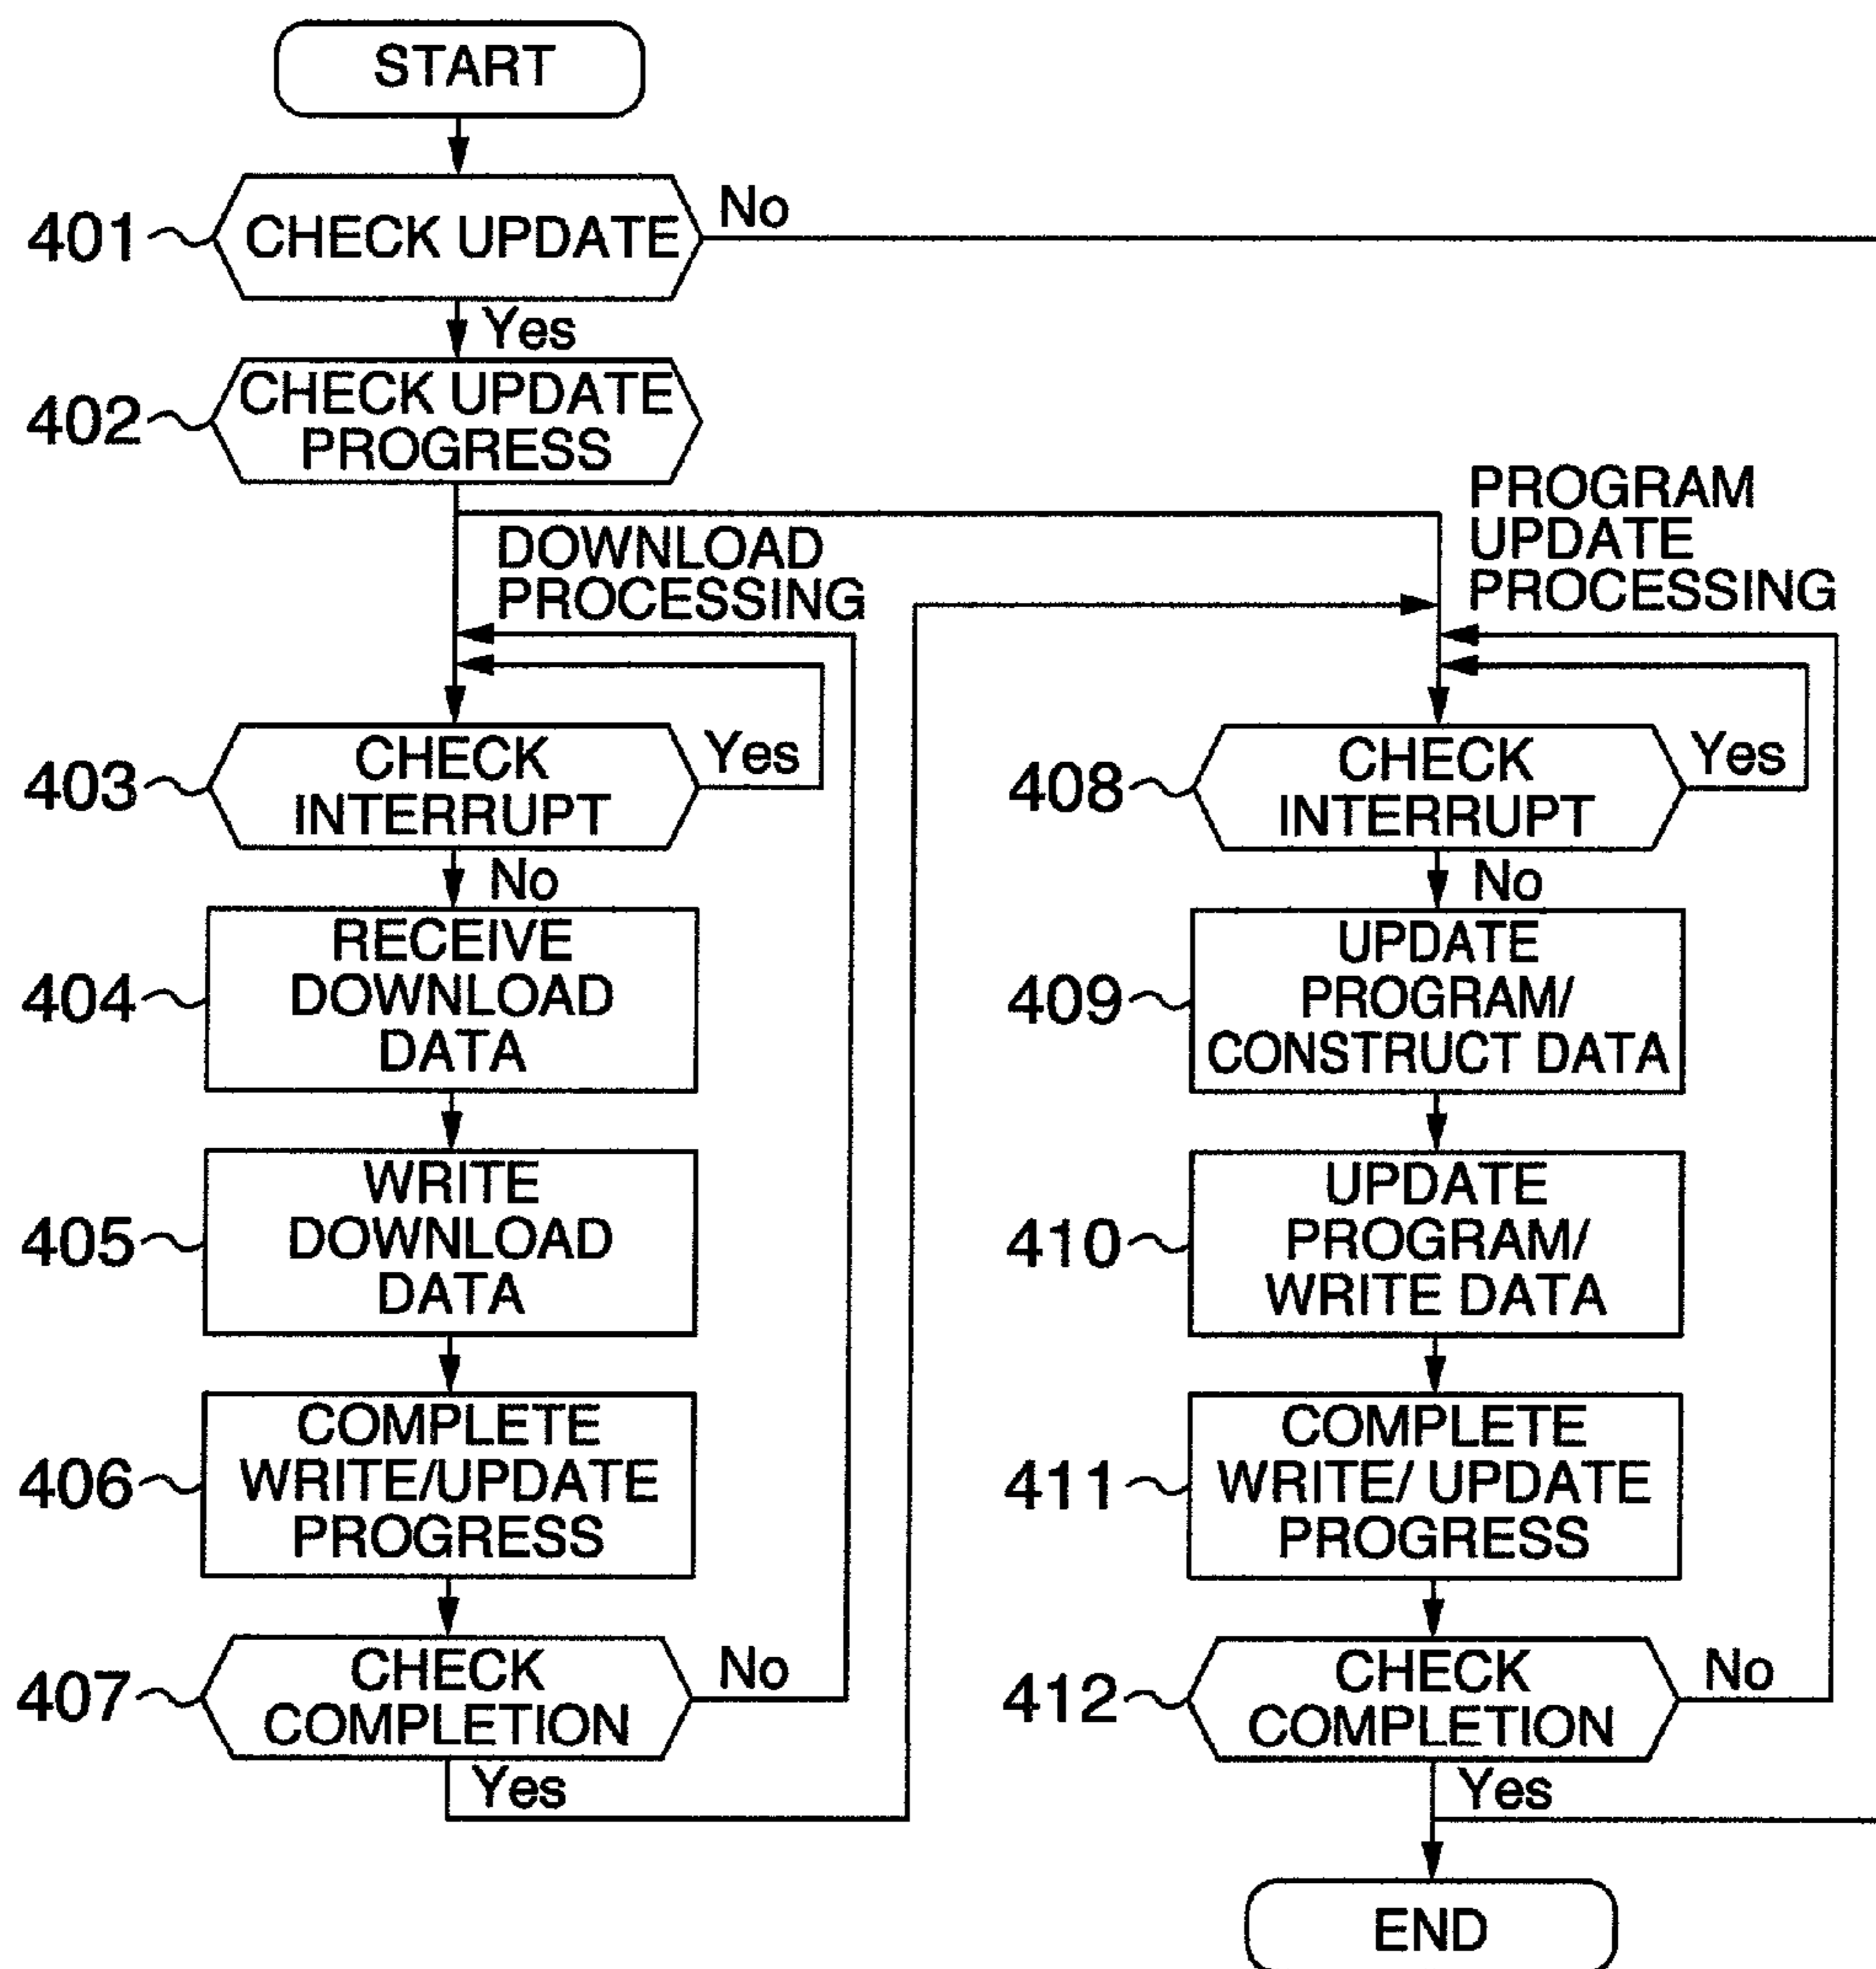 START
401
CHECK UPDATE
No
Yes
402
CHECK UPDATE
PROGRESS
DOWNLOAD
PROCESSING
403
CHECK
INTERRUPT
Yes
No
404
RECEIVE
DOWNLOAD
DATA
405
WRITE
DOWNLOAD
DATA
406
COMPLETE
WRITE/UPDATE
PROGRESS
407
CHECK
COMPLETION
No
Yes
PROGRAM
UPDATE
PROCESSING
408
CHECK
INTERRUPT
Yes
No
409
UPDATE
PROGRAM/
CONSTRUCT DATA
410
UPDATE
PROGRAM/
WRITE DATA
411
COMPLETE
WRITE/ UPDATE
PROGRESS
412
CHECK
COMPLETION
No
Yes
END